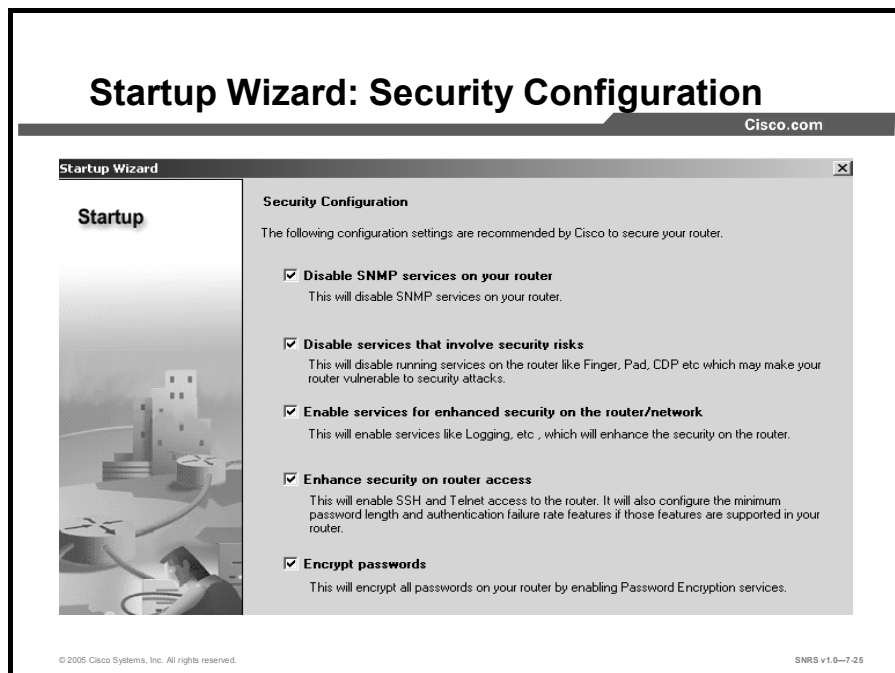 Startup Wizard: Security Configuration
Cisco.com
Startup Wizard
Startup
Security Configuration
The following configuration settings are recommended by Cisco to secure your router.
Disable SNMP services on your router
This will disable SNMP services on your router.
Disable services that involve security risks
This will disable running services on the router like Finger, Pad, CDP etc which may make your
router vulnerable to security attacks.
Enable services for enhanced security on the router/network
This will enable services like Logging, etc , which will enhance the security on the router.
Enhance security on router access
This will enable SSH and Telnet access to the router. It will also configure the minimum
password length and authentication failure rate features if those features are supported in your
router.
Encrypt passwords
This will encrypt all passwords on your router by enabling Password Encryption services.
© 2005 Cisco Systems, Inc. All rights reserved.
SNRS v1.0—7-25